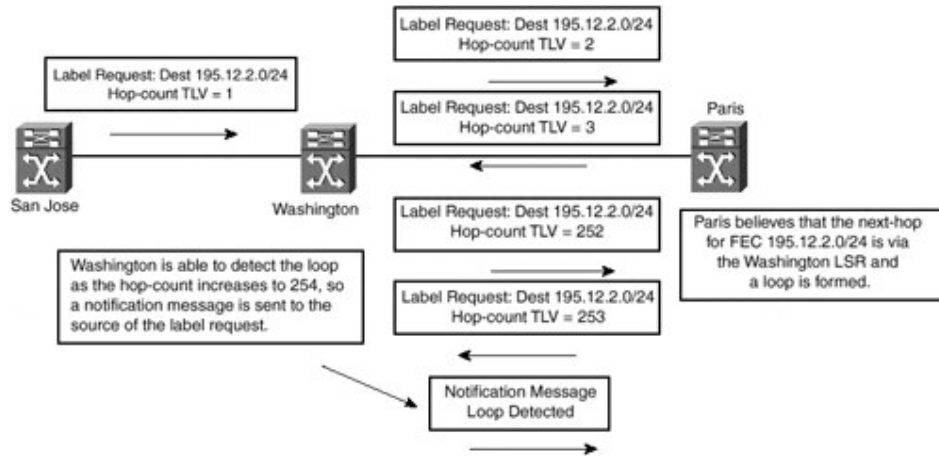 Label Request: Dest 195.12.2.0/24
Hop-count TLV = 2
Label Request: Dest 195.12.2.0/24
Hop-count TLV = 1
Label Request: Dest 195.12.2.0/24
Hop-count TLV = 3
Paris
San Jose
Washington
Label Request: Dest 195.12.2.0/24
Hop-count TLV = 252
Paris believes that the next-hop
for FEC 195.12.2.0/24 is via
the Washington LSR and
a loop is formed.
Washington is able to detect the loop
as the hop-count increases to 254, so
a notification message is sent to the
source of the label request.
Label Request: Dest 195.12.2.0/24
Hop-count TLV = 253
Notification Message
Loop Detected